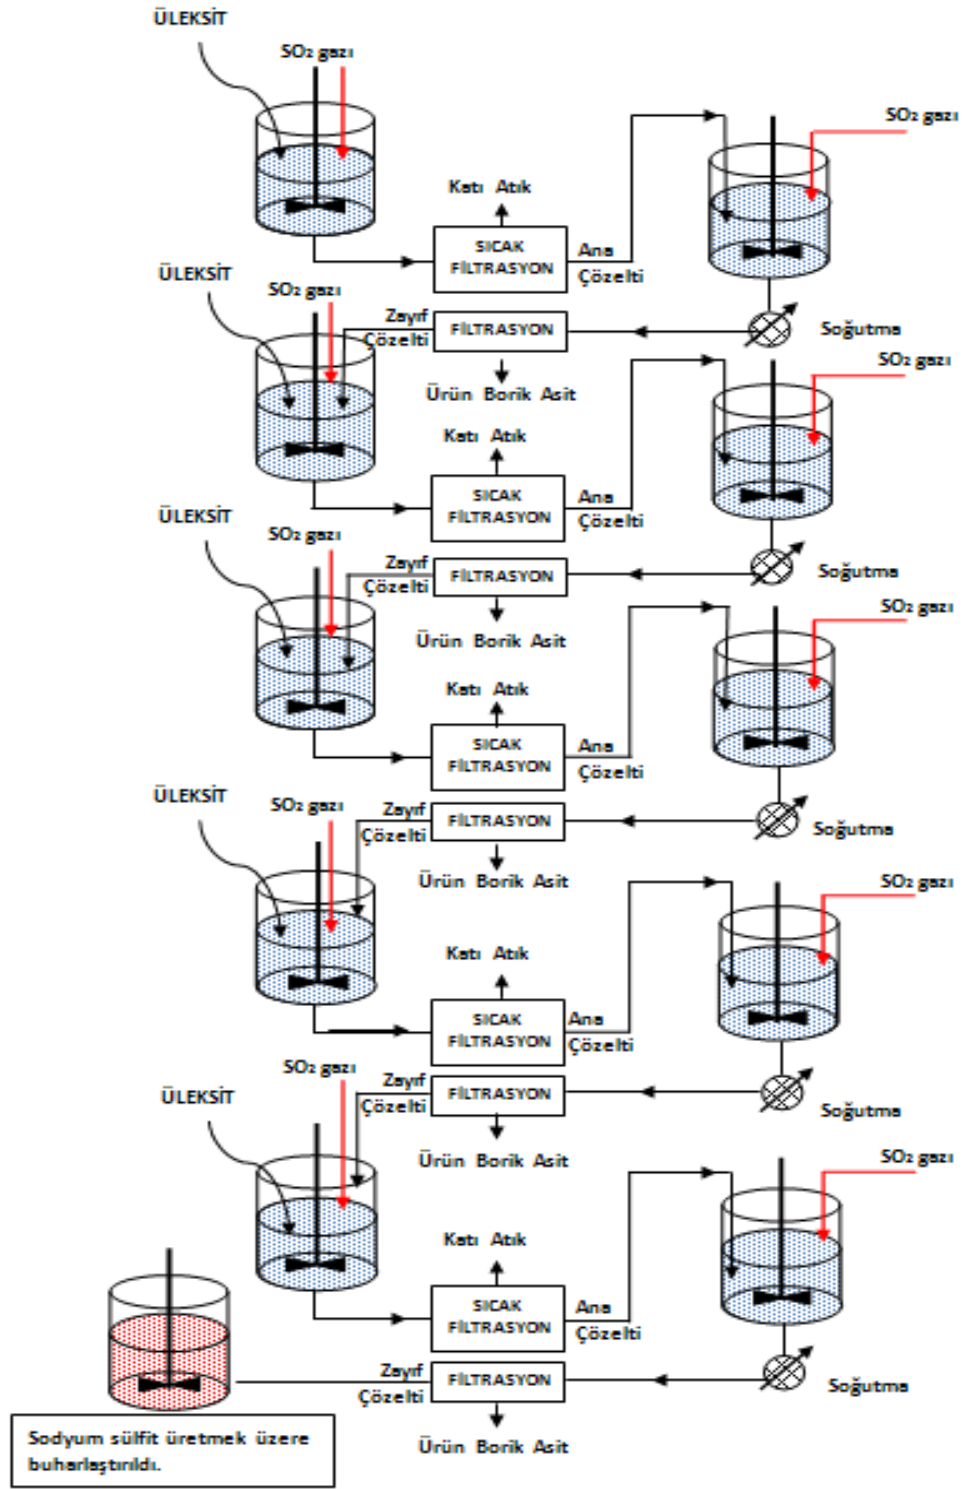 ÜLEKSİT
SO₂ gazı
SO₂ gazı
Katı Atık
SICAK
FİLTRASYON
Ana
Çözelti
ÜLEKSİT
SO₂ gazı
Zayıf
Çözelti
FİLTRASYON
Soğutma
Ürün Borik Asit
SO₂ gazı
Katı Atık
SICAK
FİLTRASYON
Ana
Çözelti
ÜLEKSİT
SO₂ gazı
Zayıf
Çözelti
FİLTRASYON
Soğutma
Ürün Borik Asit
SO₂ gazı
Katı Atık
SICAK
FİLTRASYON
Ana
Çözelti
ÜLEKSİT
SO₂ gazı
Zayıf
Çözelti
FİLTRASYON
Soğutma
Ürün Borik Asit
SO₂ gazı
Katı Atık
SICAK
FİLTRASYON
Ana
Çözelti
ÜLEKSİT
SO₂ gazı
Zayıf
Çözelti
FİLTRASYON
Soğutma
Ürün Borik Asit
SO₂ gazı
Katı Atık
SICAK
FİLTRASYON
Ana
Çözelti
Zayıf
Çözelti
FİLTRASYON
Soğutma
Ürün Borik Asit
Sodyum sülfit üretmek üzere
buharlaştırıldı.